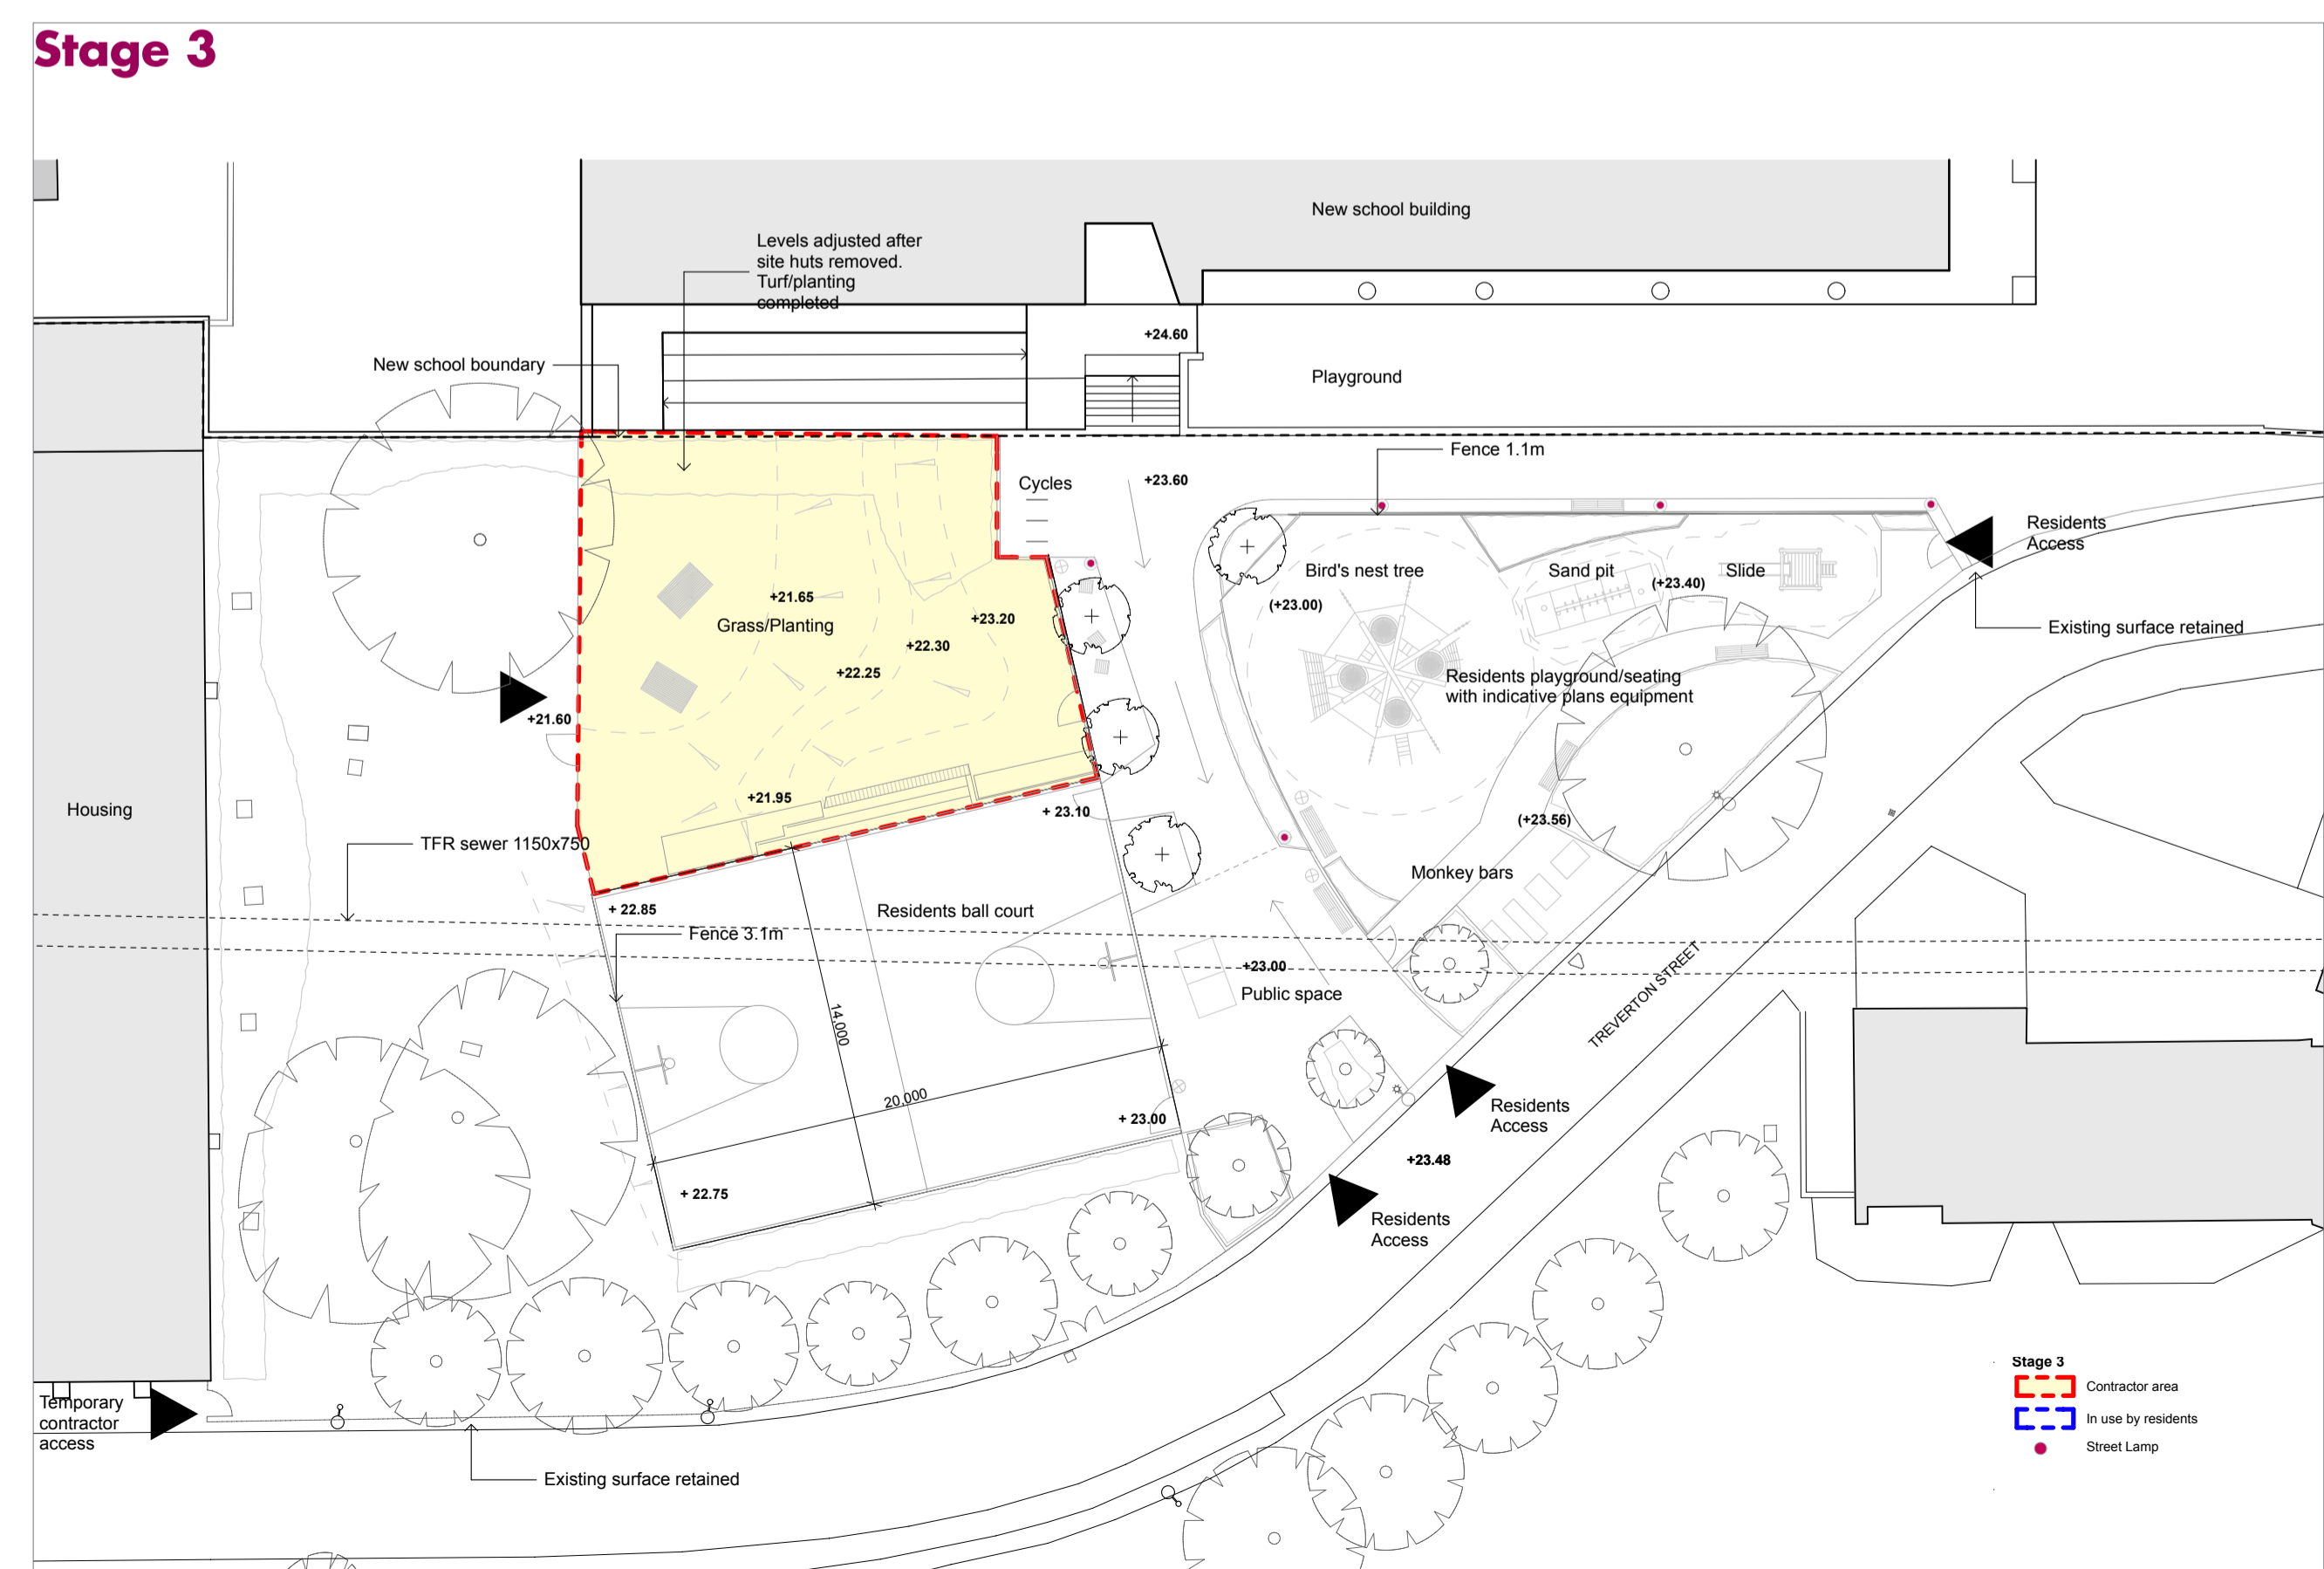 Stage 3
New school building
Levels adjusted after
site huts removed.
Turf/planting
completed
+24.60
New school boundary
Playground
Fence 1.1m
Cycles
+23.60
Residents
Access
Bird's nest tree
Sand pit
Slide
(+23.40)
(+23.00)
+21.65
Grass/Planting
+23.20
+22.30
+22.25
Existing surface retained
Residents playground/seating
with indicative plans equipment
+21.60
Housing
+21.95
+ 23.10
(+23.56)
TFR sewer 1150x750
Monkey bars
+ 22.85
Residents ball court
Fence 3.1m
+23.00
Public space
14,000
TREVERTON STREET
20,000
+ 23.00
Residents
Access
+23.48
+ 22.75
Residents
Access
Temporary
contractor
access
Existing surface retained
Stage 3
Contractor area
In use by residents
Street Lamp